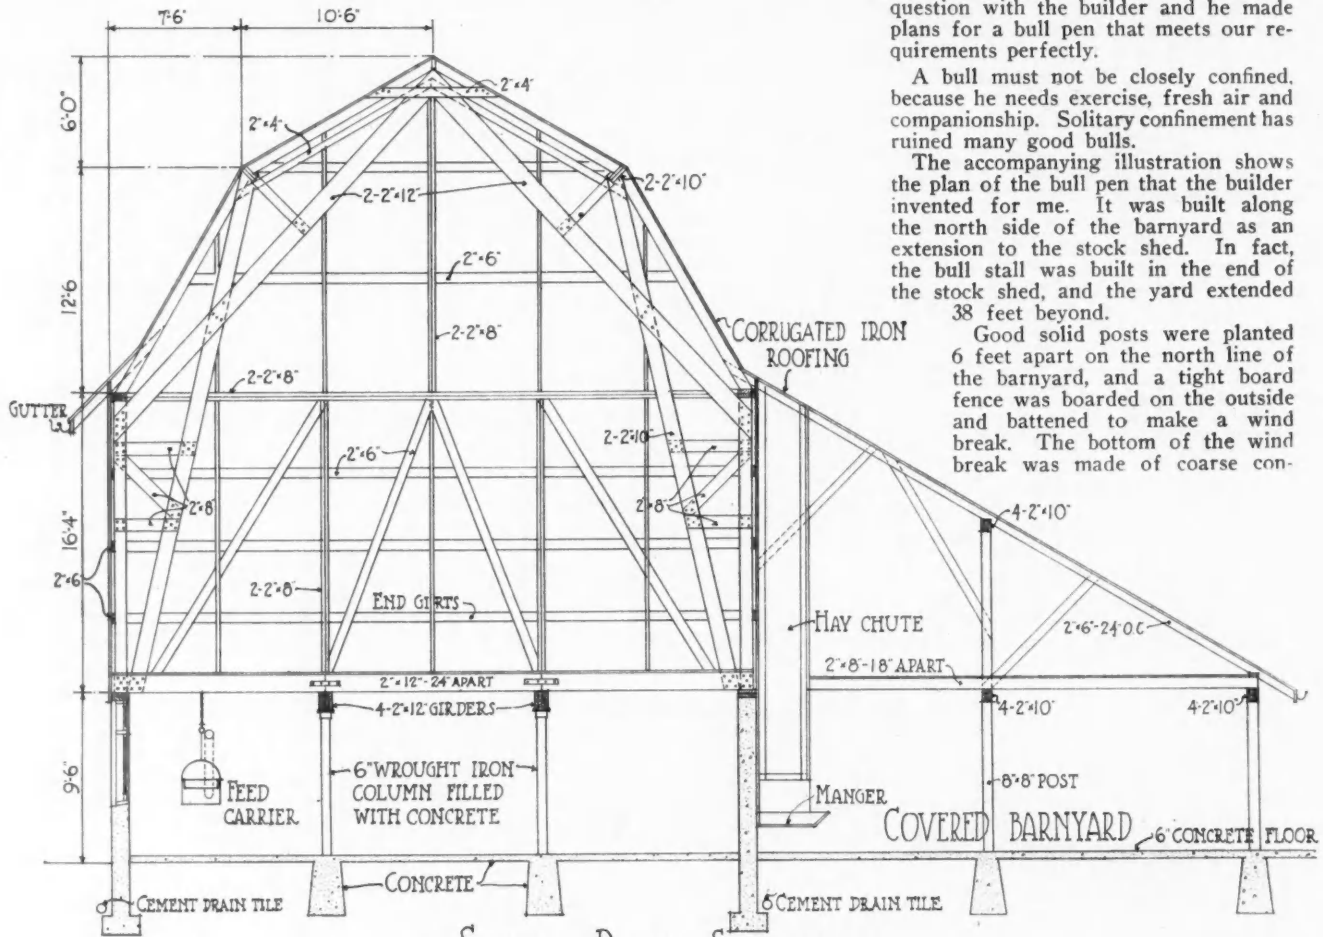 7'-6"
10'-6"
question with the builder and he made
plans for a bull pen that meets our re-
quirements perfectly.
A bull must not be closely confined,
because he needs exercise, fresh air and
companionship. Solitary confinement has
ruined many good bulls.
The accompanying illustration shows
the plan of the bull pen that the builder
invented for me. It was built along
the north side of the barnyard as an
extension to the stock shed. In fact,
the bull stall was built in the end of
the stock shed, and the yard extended
38 feet beyond.
Good solid posts were planted
6 feet apart on the north line of
the barnyard, and a tight board
fence was boarded on the outside
and battened to make a wind
break. The bottom of the wind
break was made of coarse con-
6'-0"
2"x4"
2"x4"
2-2"x12"
2-2"x10"
12'-6
2"x6"
2-2"x8"
CORRUGATED IRON
ROOFING
2-2"x8"
GUTTER
2-2"x10"
2"x6"
2"x8"
2"x8"
16'-4"
4-2"x10"
2"x6"
2-2"x8"
END GIRTS
HAY CHUTE
2"x6"-24"O.C.
2"x8"-18" APART
2"x12"-24" APART
4-2"x12" GIRDERS
4-2"x10"
4-2"x10"
9'-6"
FEED
CARRIER
6" WROUGHT IRON
COLUMN FILLED
WITH CONCRETE
8"x8" POST
MANGER
COVERED BARNYARD
6" CONCRETE FLOOR
CONCRETE
CEMENT DRAIN TILE
CEMENT DRAIN TILE